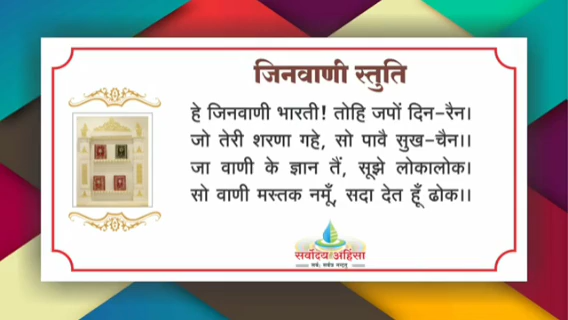 जिनवाणी स्तुति
हे जिनवाणी भारती! तोहि जपों दिन-रैन।
जो तेरी शरणा गहे, सो पावै सुख-चैन।।
जा वाणी के ज्ञान तैं, सूझे लोकालोक।
सो वाणी मस्तक नमूँ, सदा देत हूँ ढोक।।
सर्वोदय अहिंसा